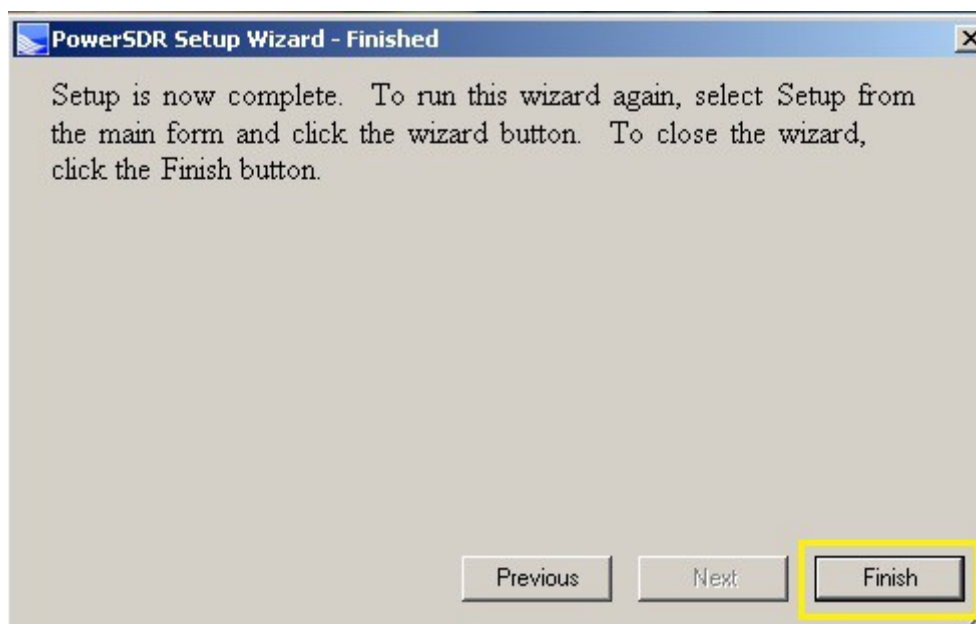 PowerSDR Setup Wizard - Finished
Setup is now complete. To run this wizard again, select Setup from
the main form and click the wizard button. To close the wizard,
click the Finish button.
Previous Next Finish